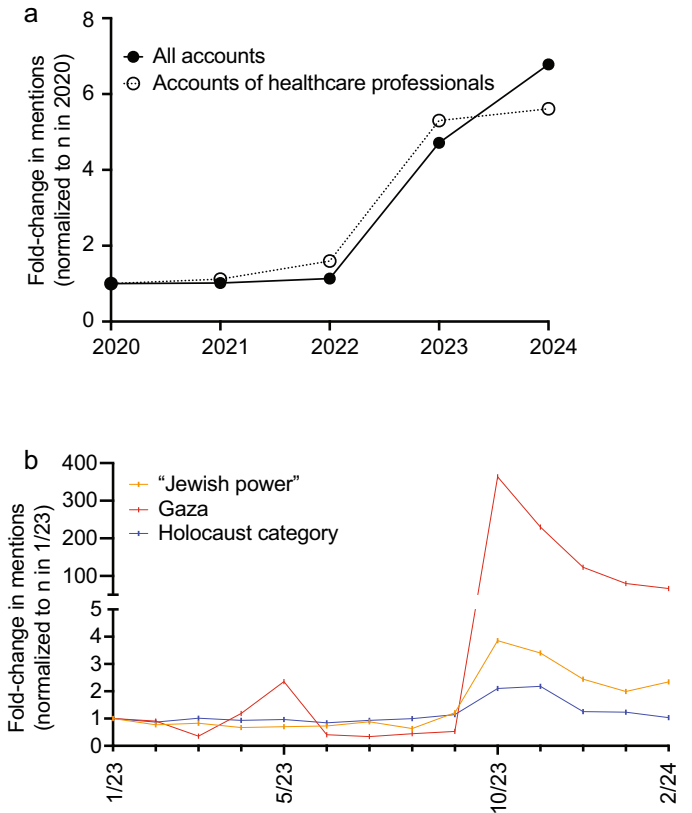 a
Fold-change in mentions
(normalized to n in 2020)
8
6
4
2
0
All accounts
Accounts of healthcare professionals
2020
2021
2022
2023
2024
b
Fold-change in mentions
(normalized to n in 1/23)
400
300
200
100
5
4
3
2
1
0
“Jewish power”
Gaza
Holocaust category
1/23
5/23
10/23
2/24